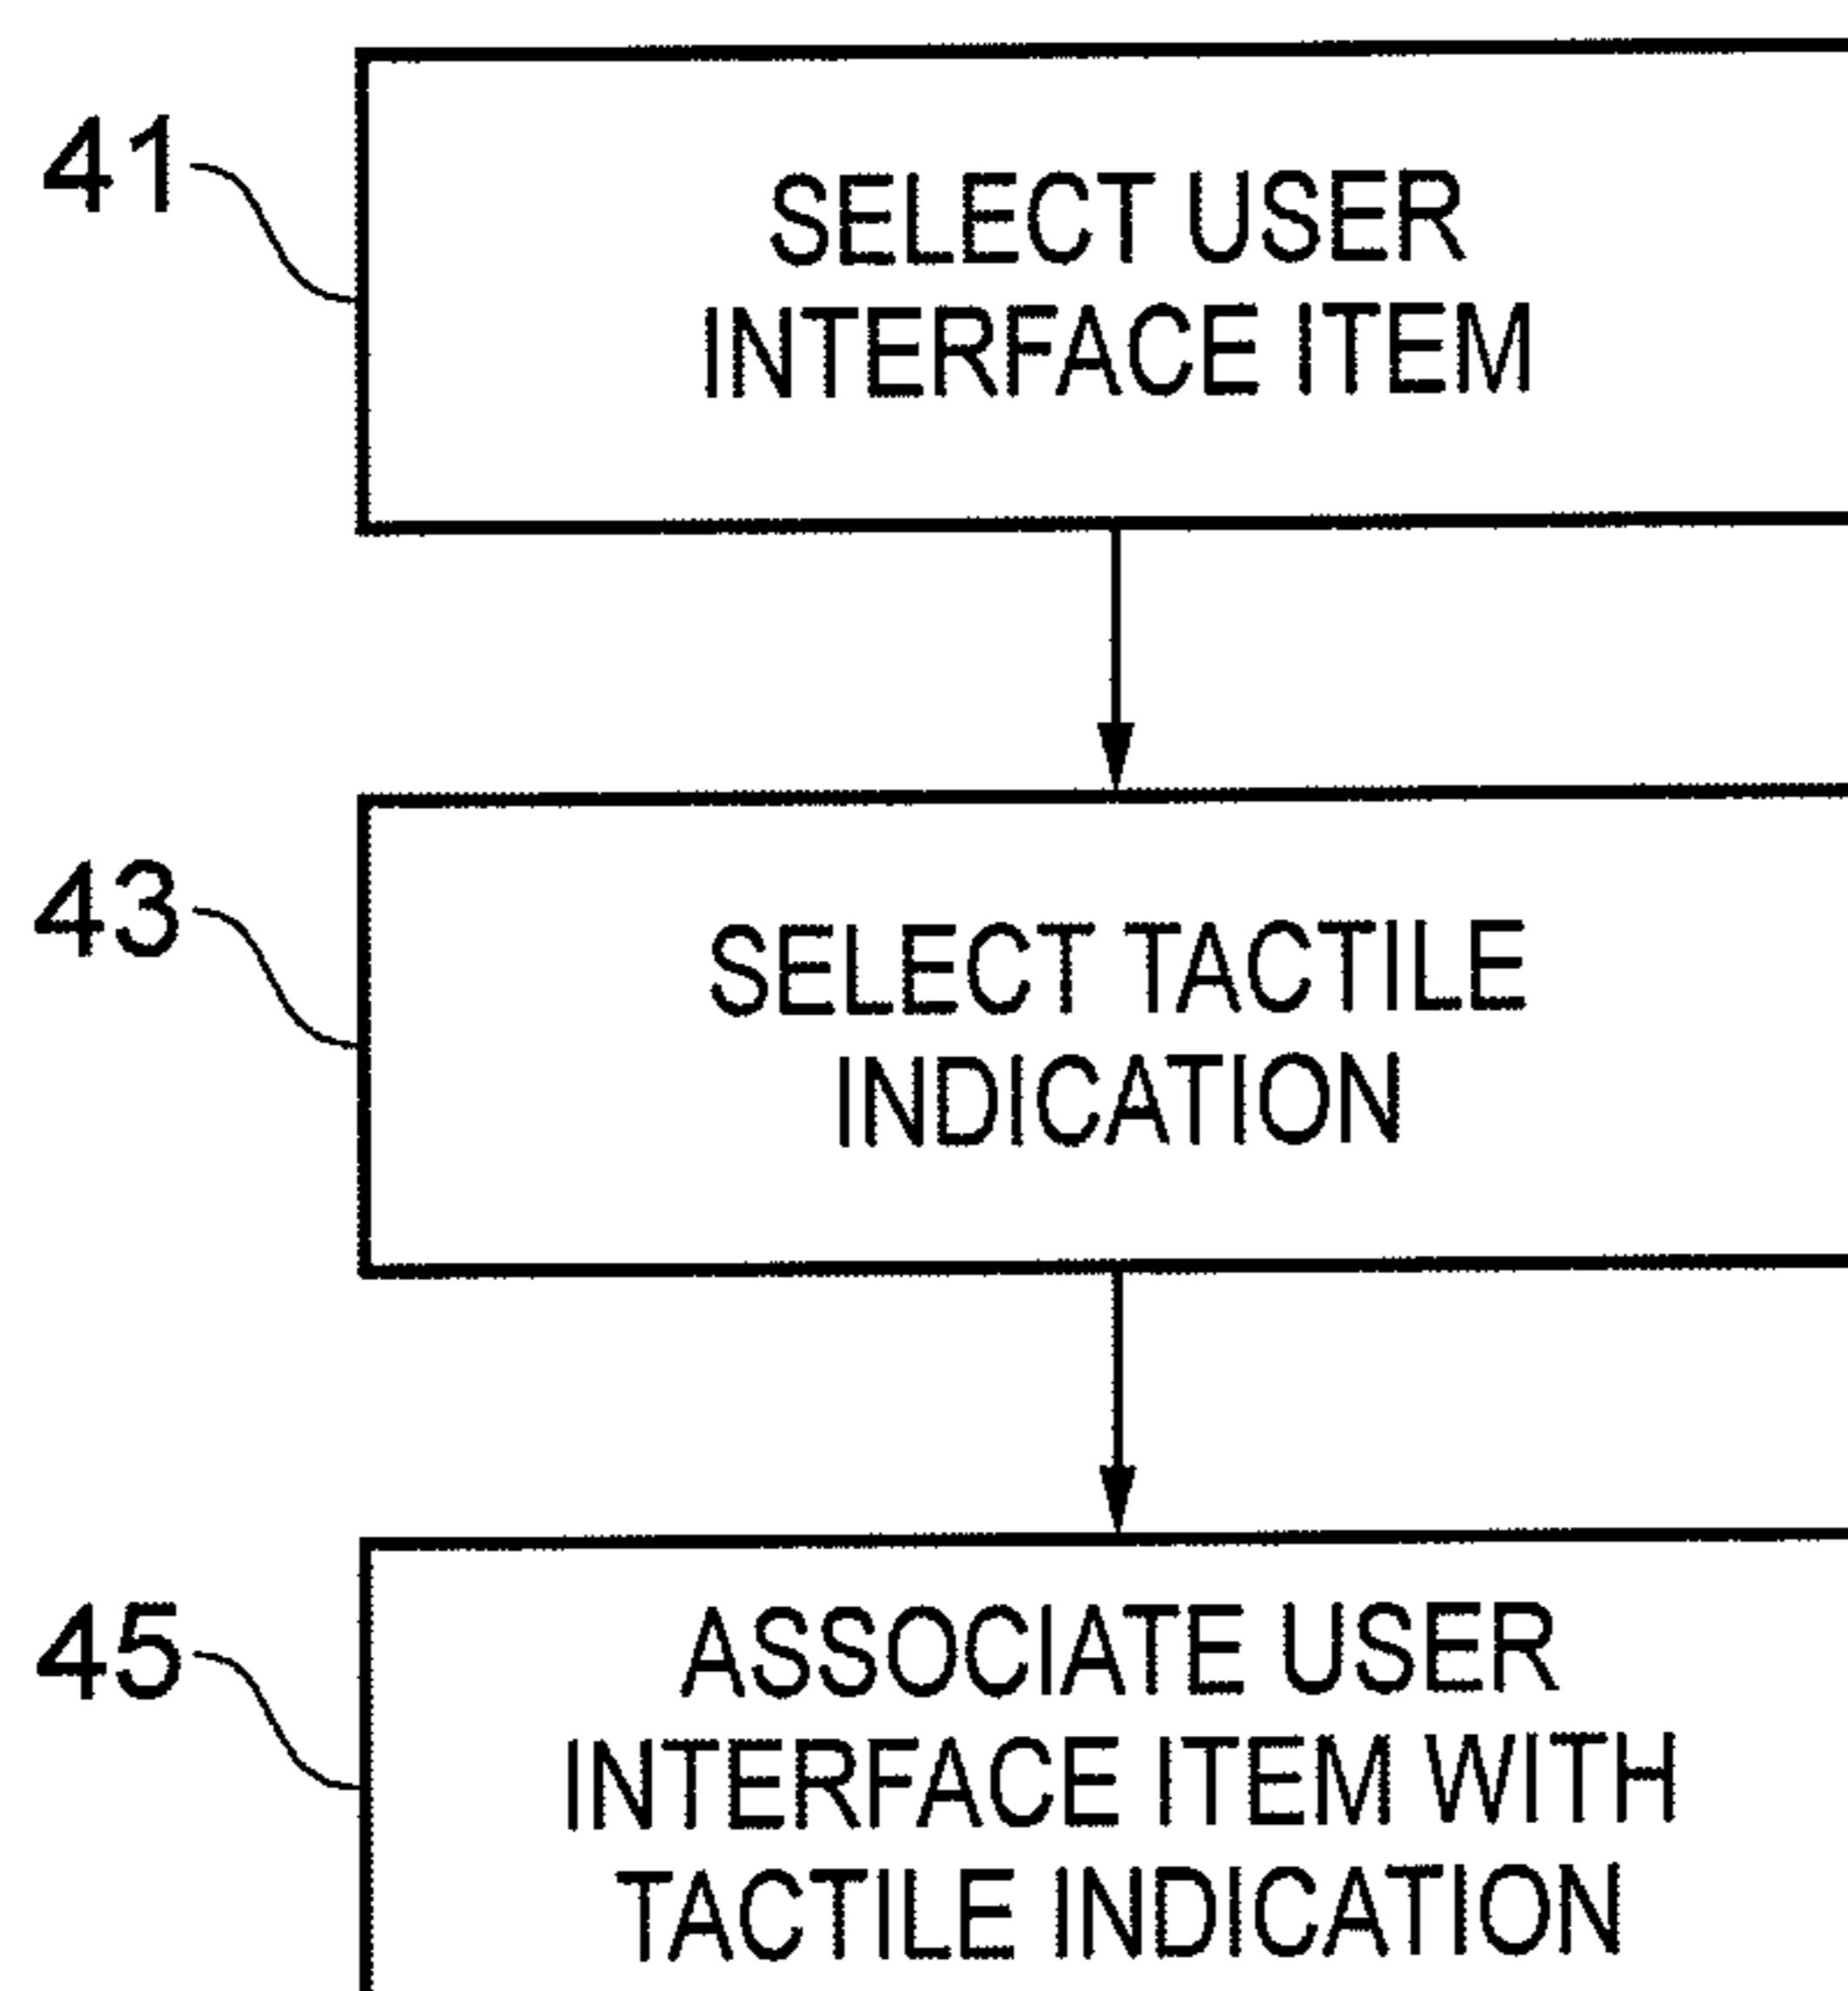 41
SELECT USER
INTERFACE ITEM
43
SELECT TACTILE
INDICATION
45
ASSOCIATE USER
INTERFACE ITEM WITH
TACTILE INDICATION